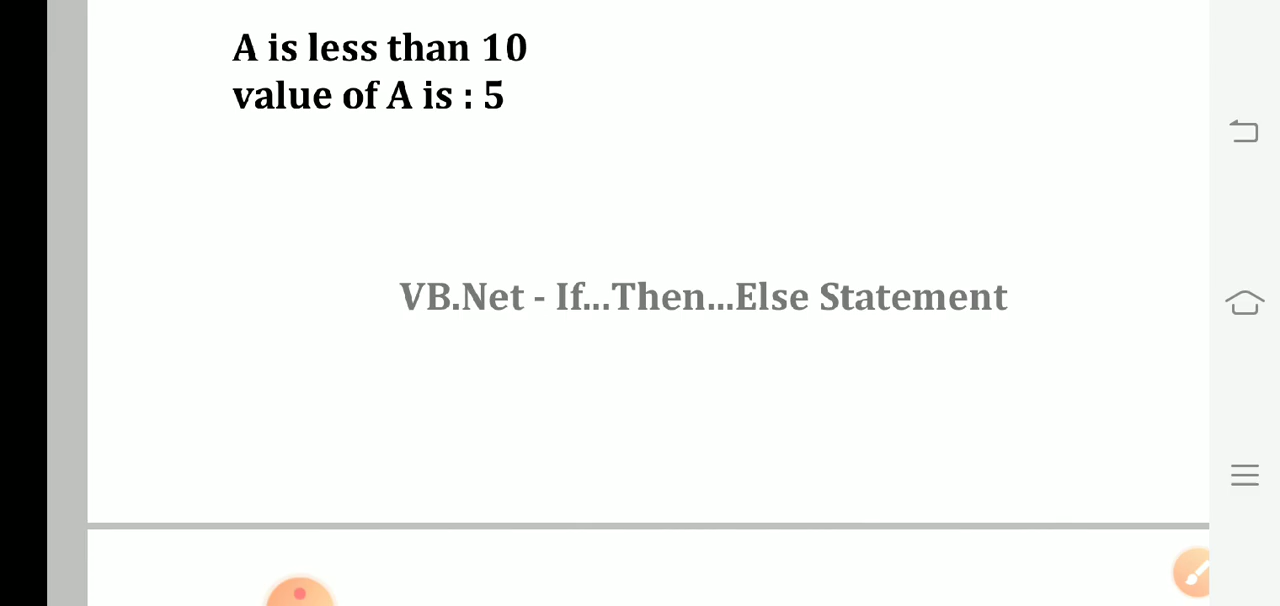 A is less than 10
value of A is : 5
VB.Net - If...Then...Else Statement